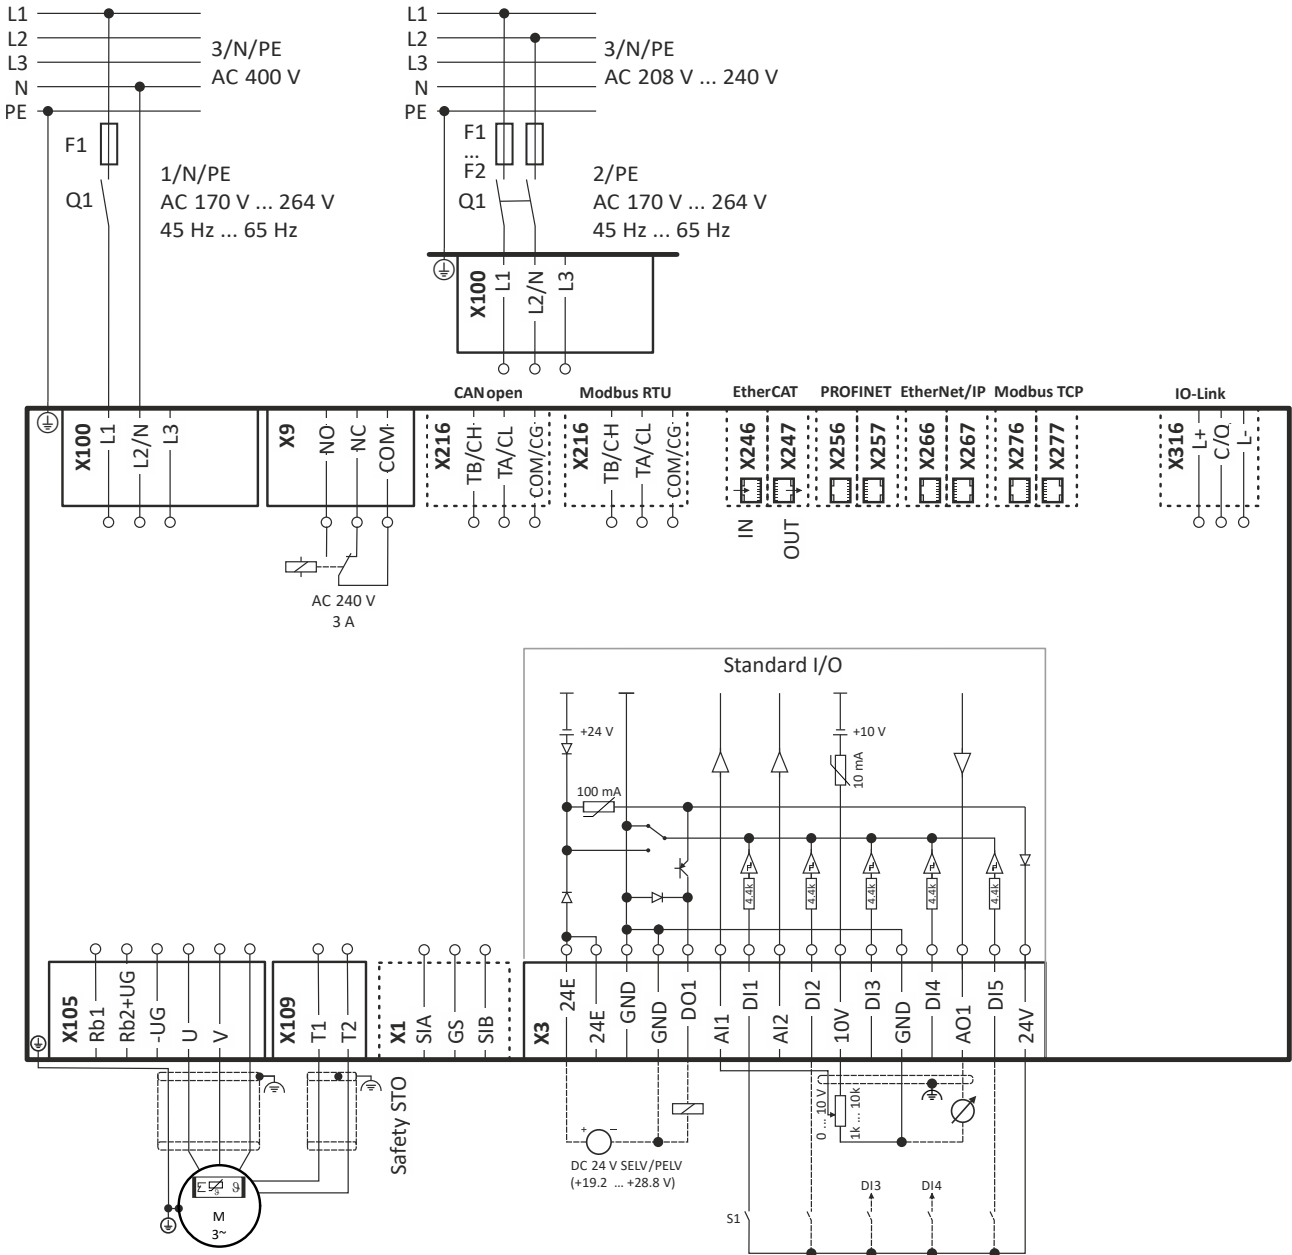 L1
L2
L3
N
PE
3/N/PE
AC 400 V
F1
Q1
1/N/PE
AC 170 V ... 264 V
45 Hz ... 65 Hz
L1
L2
L3
N
PE
3/N/PE
AC 208 V ... 240 V
F1
...
F2
Q1
2/PE
AC 170 V ... 264 V
45 Hz ... 65 Hz
X100
L1
L2/N
L3
CANopen
Modbus RTU
EtherCAT
PROFINET
EtherNet/IP
Modbus TCP
IO-Link
X100
L1
L2/N
L3
X9
NO
NC
COM
X216
TB/CH
TA/CL
COM/CG
X216
TB/CH
TA/CL
COM/CG
X246
X247
X256
X257
X266
X267
X276
X277
X316
L+
C/Q
L-
IN
OUT
AC 240 V
3 A
Standard I/O
+24 V
+10 V
10 mA
100 mA
4.4k
4.4k
4.4k
4.4k
4.4k
X105
Rb1
Rb2+UG
-UG
U
V
X109
T1
T2
X1
SIA
GS
SIB
X3
24E
24E
GND
GND
DO1
AI1
DI1
AI2
DI2
10V
DI3
GND
DI4
AO1
DI5
24V
Safety STO
0 ... 10 V
1k ... 10k
+
–
DC 24 V SELV/PELV
(+19.2 ... +28.8 V)
ϑ
ϑ
M
3~
DI3
DI4
S1